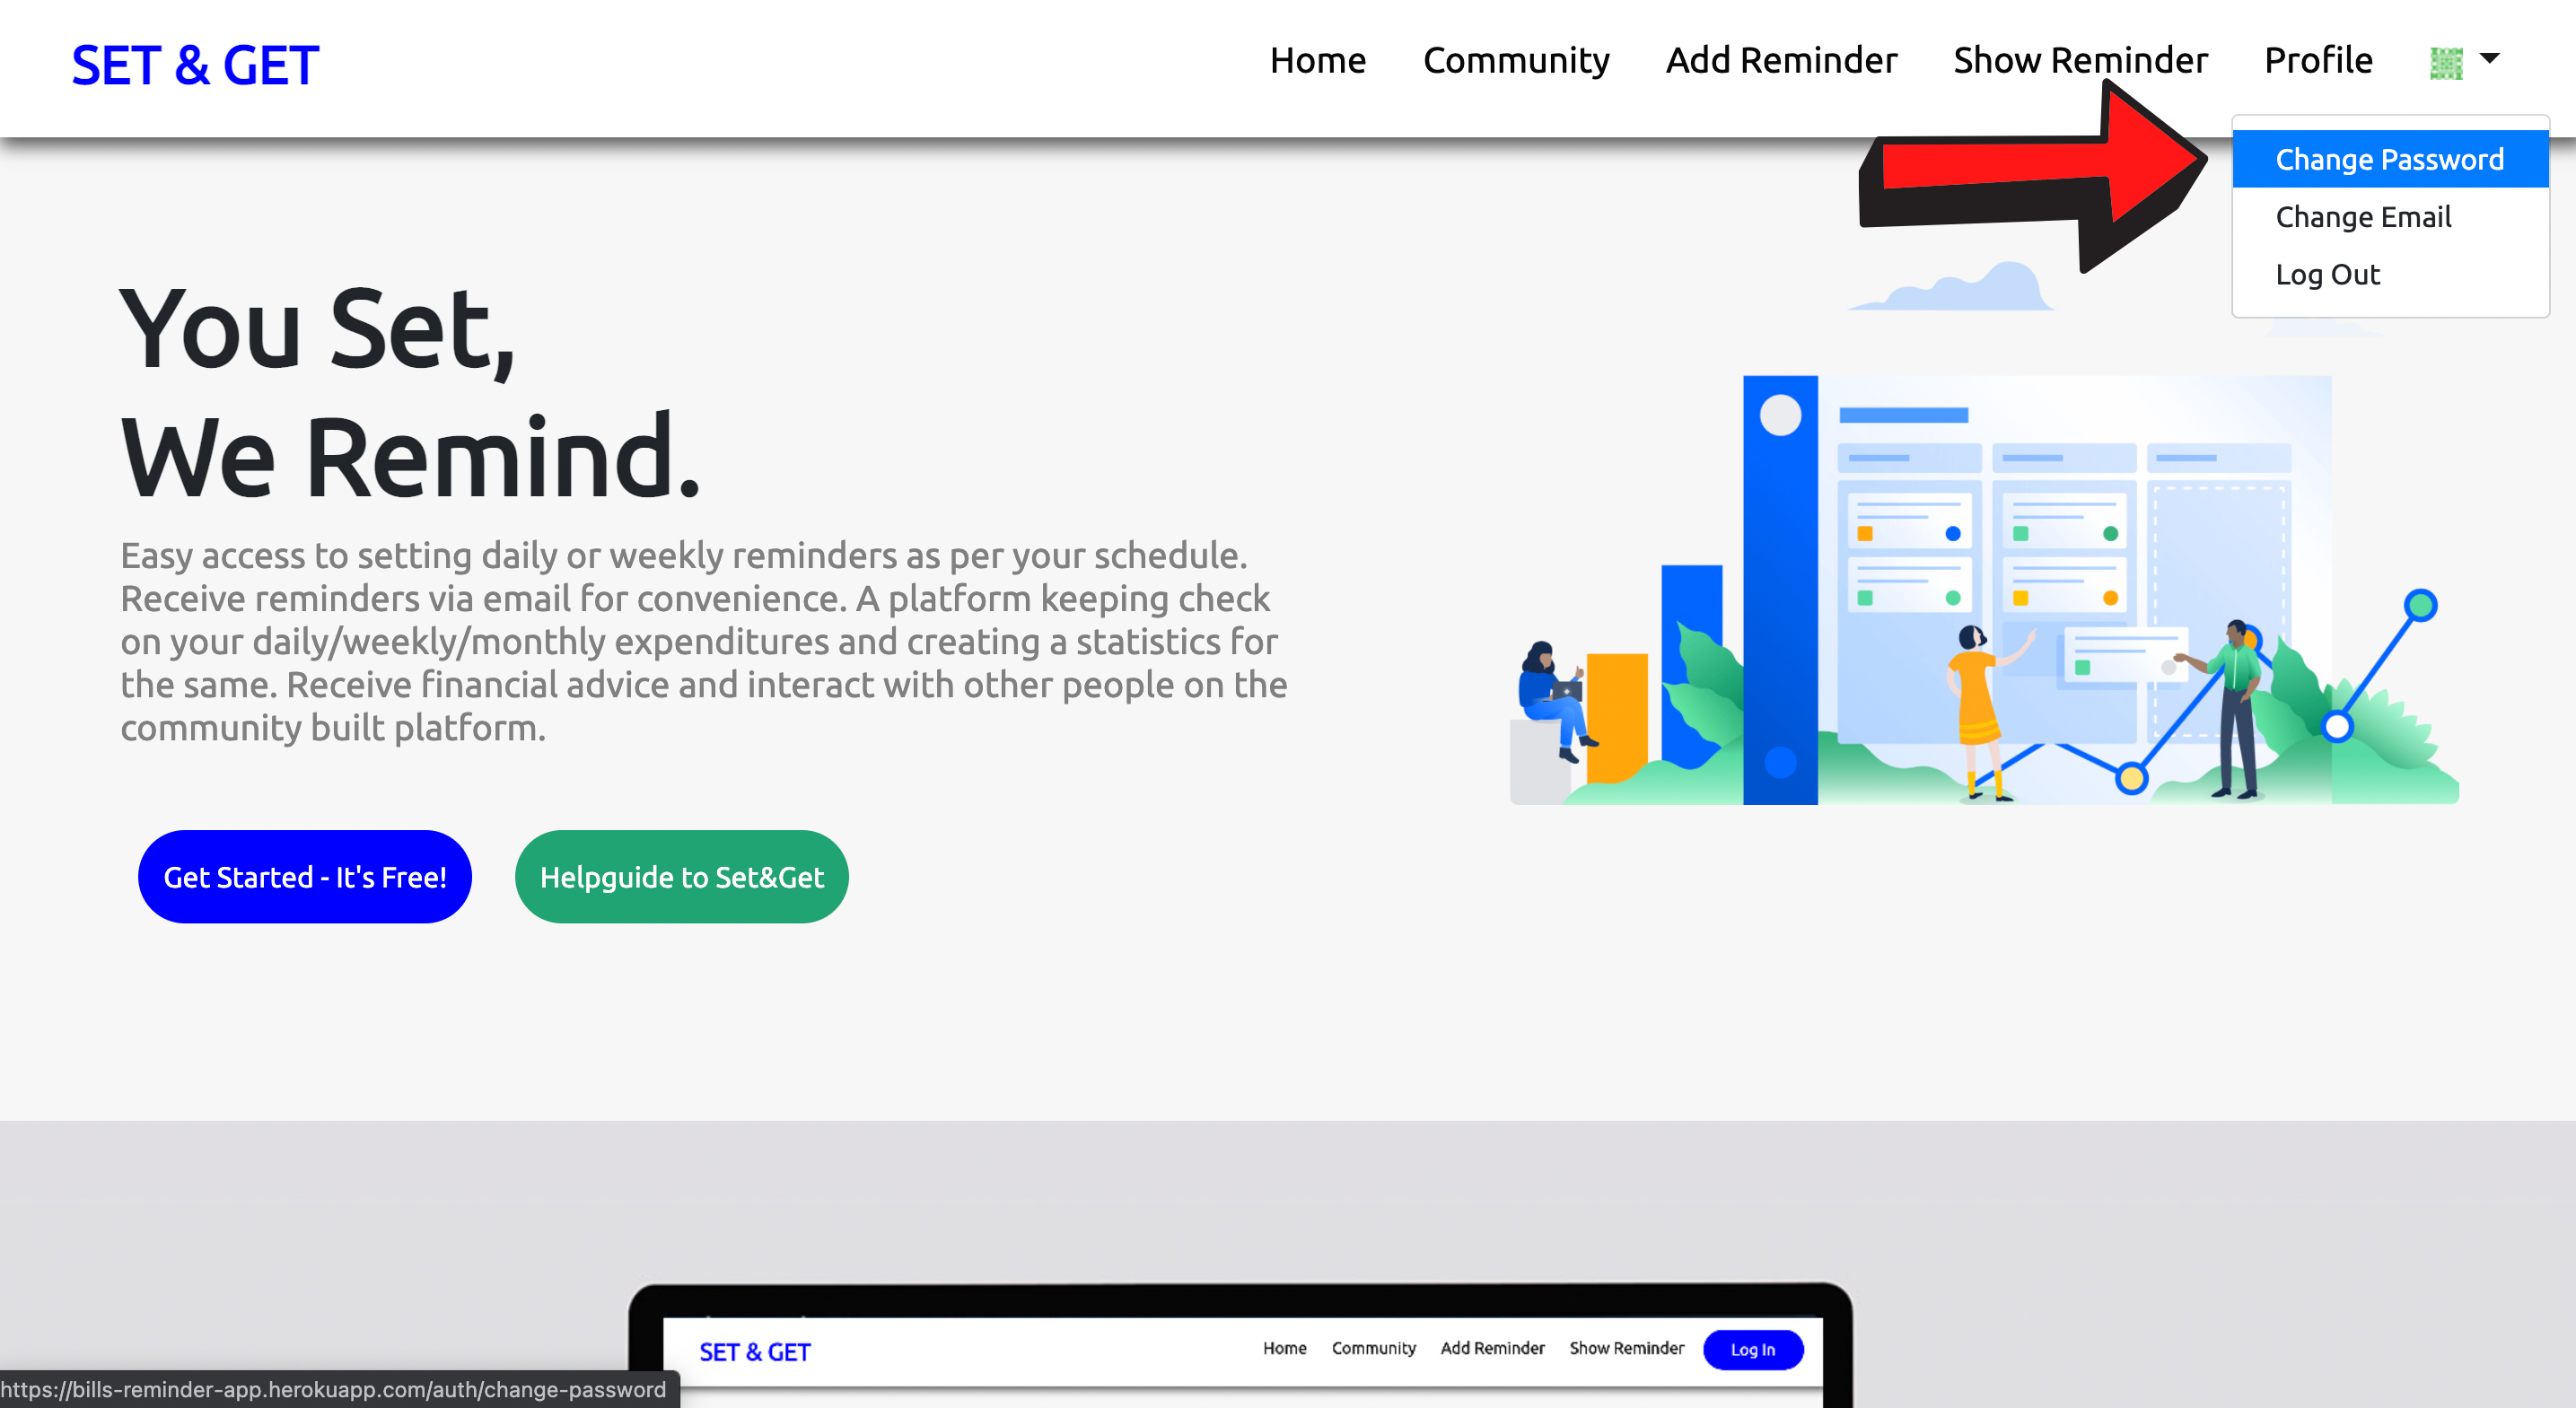 SET & GET
Home Community Add Reminder Show Reminder Profile
Change Password
Change Email
Log Out
You Set,
We Remind.
Easy access to setting daily or weekly reminders as per your schedule.
Receive reminders via email for convenience. A platform keeping check
on your daily/weekly/monthly expenditures and creating a statistics for
the same. Receive financial advice and interact with other people on the
community built platform.
Get Started - It's Free! Helpguide to Set&Get
SET & GET Home Community Add Reminder Show Reminder Log In
https://bills-reminder-app.herokuapp.com/auth/change-password